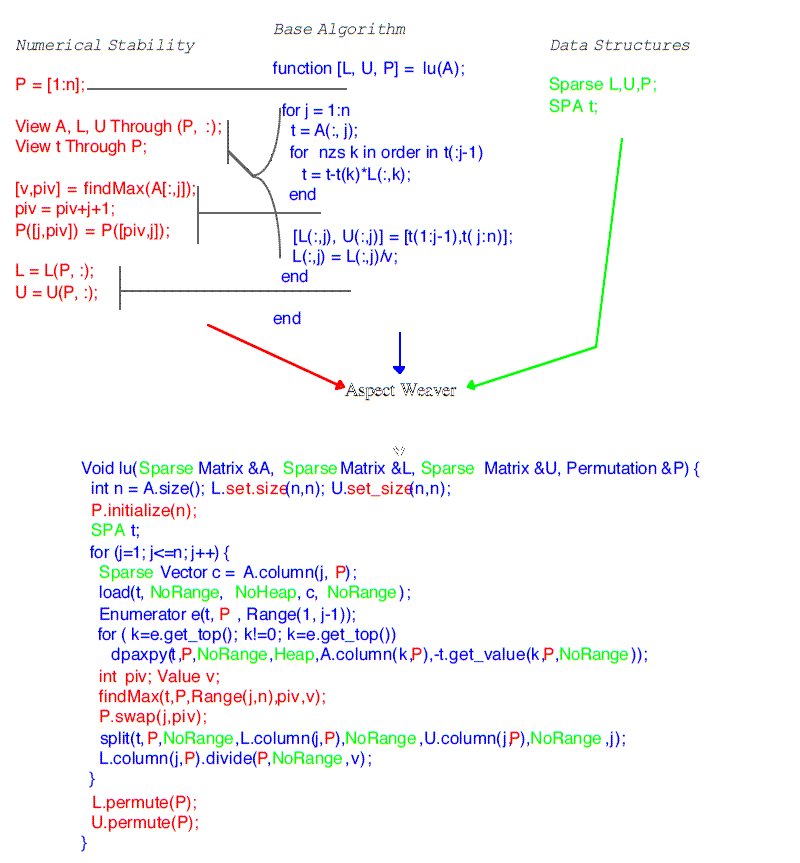 Base Algorithm
Numerical Stability
Data Structures
function [L, U, P] = lu(A);
P = [1:n];
Sparse L,U,P;
SPA t;
for j = 1:n
View A, L, U Through (P, :);
t = A(:, j);
View t Through P;
for nzs k in order in t(:j-1)
t = t-t(k)*L(:,k);
[v,piv] = findMax(A[:,j]);
end
piv = piv+j+1;
P([j,piv]) = P([piv,j]);
[L(:,j), U(:,j)] = [t(1:j-1),t( j:n)];
L(:,j) = L(:,j)/v;
L = L(P, :);
end
U = U(P, :);
end
Aspect Weaver
Void lu(Sparse Matrix &A, Sparse Matrix &L, Sparse Matrix &U, Permutation &P) {
int n = A.size(); L.set.size(n,n); U.set_size(n,n);
P.initialize(n);
SPA t;
for (j=1; j<=n; j++) {
Sparse Vector c = A.column(j, P);
load(t, NoRange, NoHeap, c, NoRange);
Enumerator e(t, P , Range(1, j-1));
for ( k=e.get_top(); k!=0; k=e.get_top())
dpaxpy(t,P,NoRange,Heap,A.column(k,P),-t.get_value(k,P,NoRange));
int piv; Value v;
findMax(t,P,Range(j,n),piv,v);
P.swap(j,piv);
split(t,P,NoRange,L.column(j,P),NoRange,U.column(j,P),NoRange,j);
L.column(j,P).divide(P,NoRange,v);
}
L.permute(P);
U.permute(P);
}